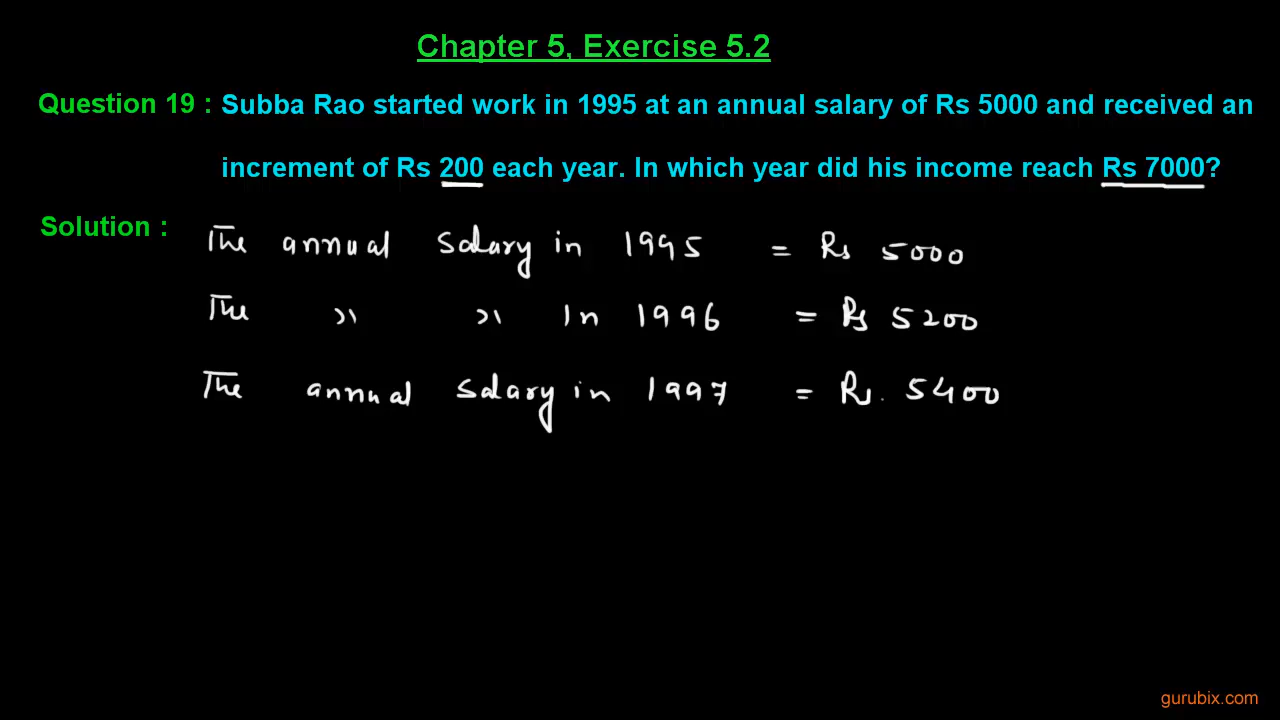 Chapter 5, Exercise 5.2
Question 19 : Subba Rao started work in 1995 at an annual salary of Rs 5000 and received an
increment of Rs 200 each year. In which year did his income reach Rs 7000?
Solution :
The annual salary in 1995 = Rs 5000
The " " in 1996 = Rs 5200
The annual salary in 1997 = Rs. 5400
gurubix.com